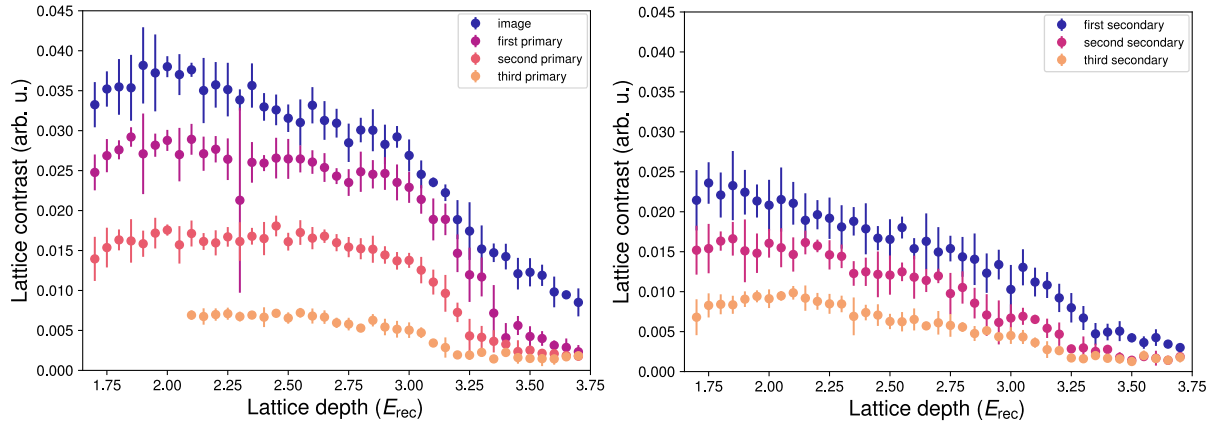 0.045
0.040
0.035
0.030
0.025
0.020
0.015
0.010
0.005
0.000
Lattice contrast (arb. u.)
image
first primary
second primary
third primary
1.75 2.00 2.25 2.50 2.75 3.00 3.25 3.50 3.75
Lattice depth (E_rec)
0.045
0.040
0.035
0.030
0.025
0.020
0.015
0.010
0.005
0.000
Lattice contrast (arb. u.)
first secondary
second secondary
third secondary
1.75 2.00 2.25 2.50 2.75 3.00 3.25 3.50 3.75
Lattice depth (E_rec)